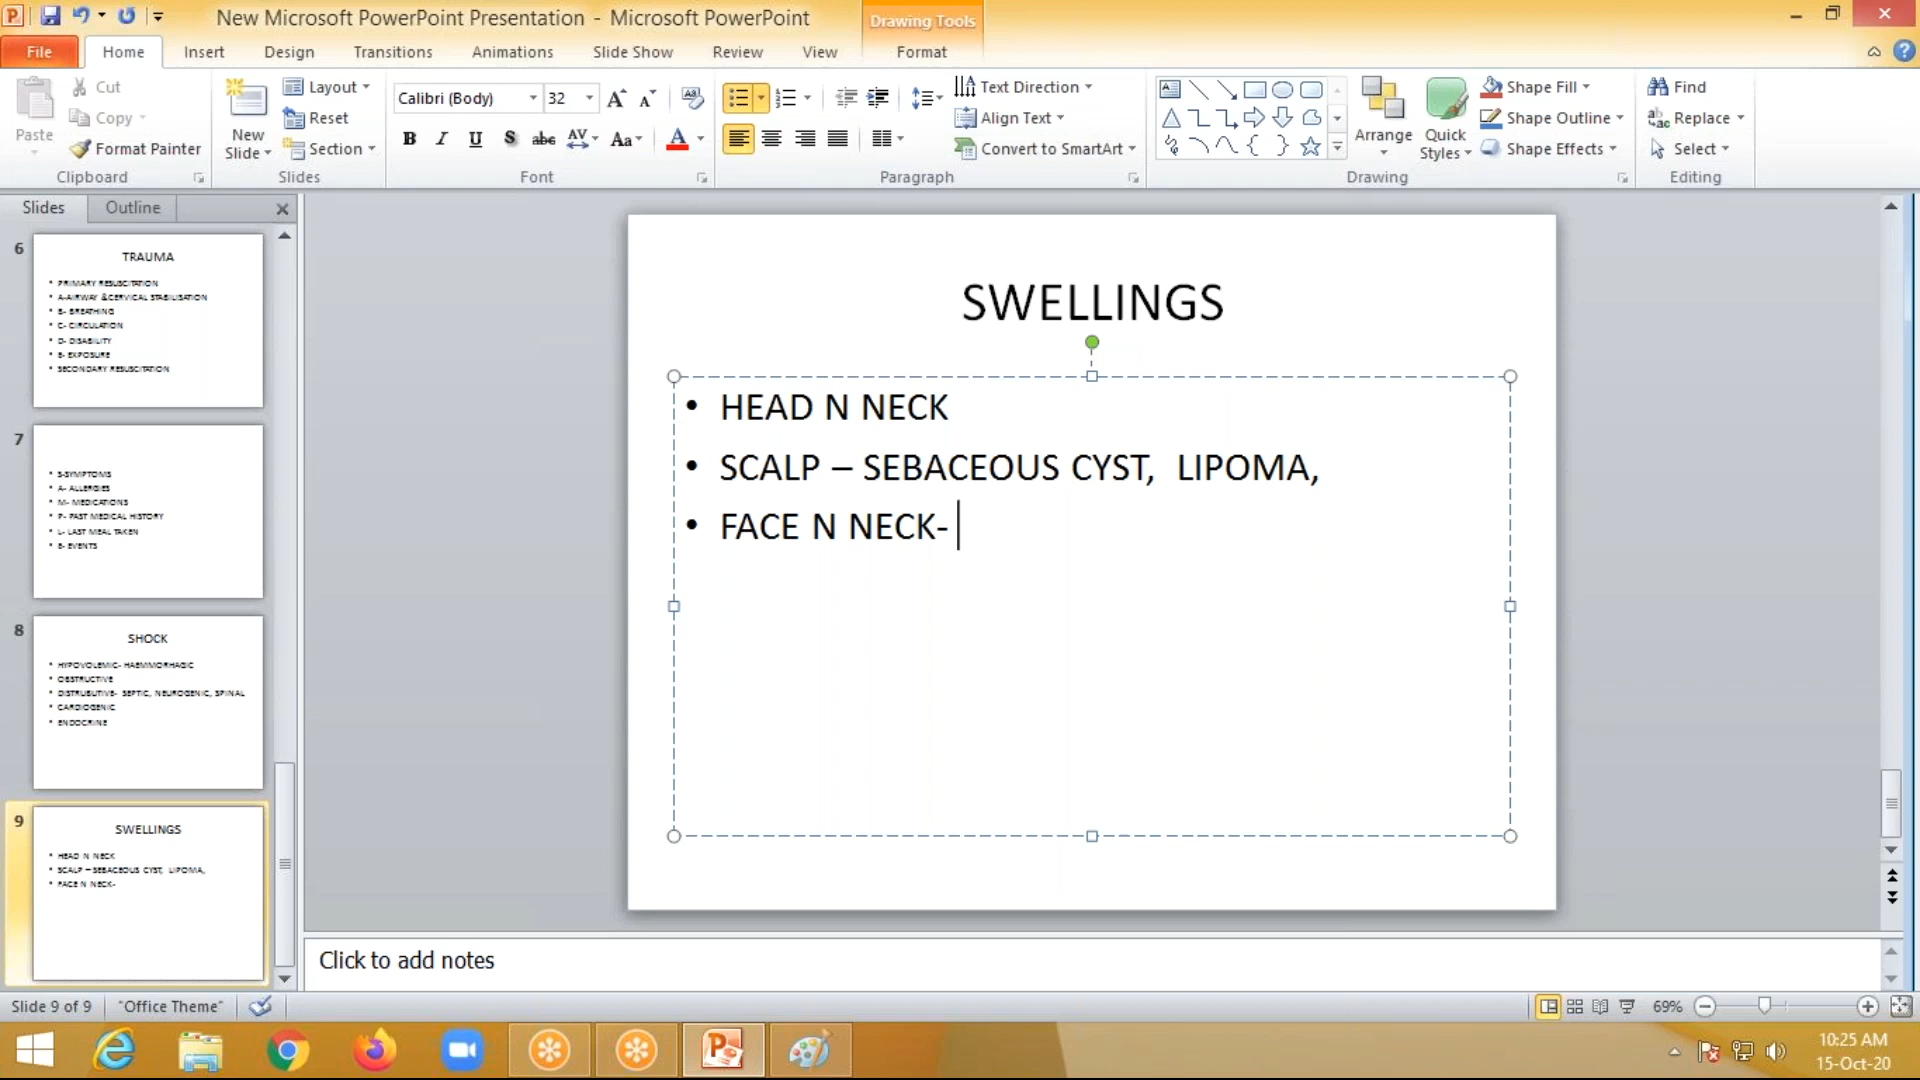 New Microsoft PowerPoint Presentation - Microsoft PowerPoint
Drawing Tools
File
Home
Insert
Design
Transitions
Animations
Slide Show
Review
View
Format
Paste
Cut
Copy
Format Painter
Clipboard
New Slide
Layout
Reset
Section
Slides
Calibri (Body)
32
B I U S abc AV Aa A
Font
Text Direction
Align Text
Convert to SmartArt
Paragraph
Arrange
Quick Styles
Shape Fill
Shape Outline
Shape Effects
Drawing
Find
Replace
Select
Editing
Slides
Outline
6
TRAUMA
• PRIMARY RESUSCITATION
• A-AIRWAY &CERVICAL STABILISATION
• B- BREATHING
• C- CIRCULATION
• D- DISABILITY
• E- EXPOSURE
• SECONDARY RESUSCITATION
7
• S-SYMPTOMS
• A- ALLERGIES
• M- MEDICATIONS
• P- PAST MEDICAL HISTORY
• L- LAST MEAL TAKEN
• E- EVENTS
8
SHOCK
• HYPOVOLEMIC- HAEMMORHAGIC
• OBSTRUCTIVE
• DISTRUBUTIVE- SEPTIC, NEUROGENIC, SPINAL
• CARDIOGENIC
• ENDOCRINE
9
SWELLINGS
• HEAD N NECK
• SCALP – SEBACEOUS CYST, LIPOMA,
• FACE N NECK-
SWELLINGS
• HEAD N NECK
• SCALP – SEBACEOUS CYST, LIPOMA,
• FACE N NECK-
Click to add notes
Slide 9 of 9
"Office Theme"
69%
10:25 AM
15-Oct-20